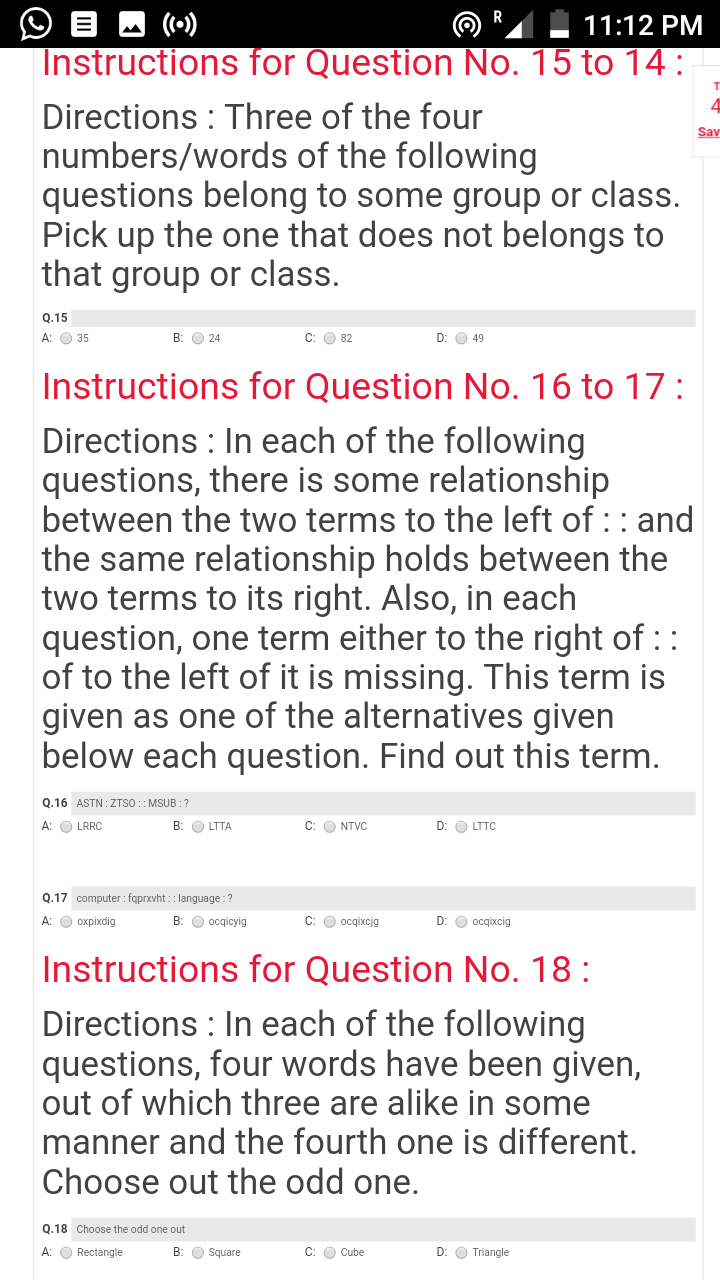 R 11:12 PM
Instructions for Question No. 15 to 14 :
T
4
Sav
Directions : Three of the four
numbers/words of the following
questions belong to some group or class.
Pick up the one that does not belongs to
that group or class.
Q.15
A: 35 B: 24 C: 82 D: 49
Instructions for Question No. 16 to 17 :
Directions : In each of the following
questions, there is some relationship
between the two terms to the left of : : and
the same relationship holds between the
two terms to its right. Also, in each
question, one term either to the right of : :
of to the left of it is missing. This term is
given as one of the alternatives given
below each question. Find out this term.
Q.16 ASTN : ZTSO : : MSUB : ?
A: LRRC B: LTTA C: NTVC D: LTTC
Q.17 computer : fqprxvht : : language : ?
A: oxpixdig B: ocqicyig C: ocqixcjg D: ocqixcig
Instructions for Question No. 18 :
Directions : In each of the following
questions, four words have been given,
out of which three are alike in some
manner and the fourth one is different.
Choose out the odd one.
Q.18 Choose the odd one out
A: Rectangle B: Square C: Cube D: Triangle